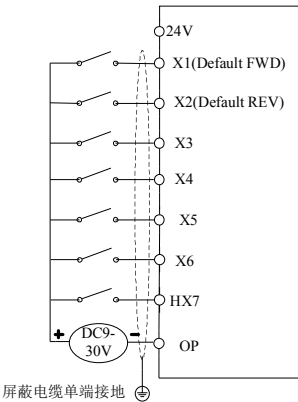 24V
X1(Default FWD)
X2(Default REV)
X3
X4
X5
X6
HX7
+ DC9- -
30V
OP
屏蔽电缆单端接地